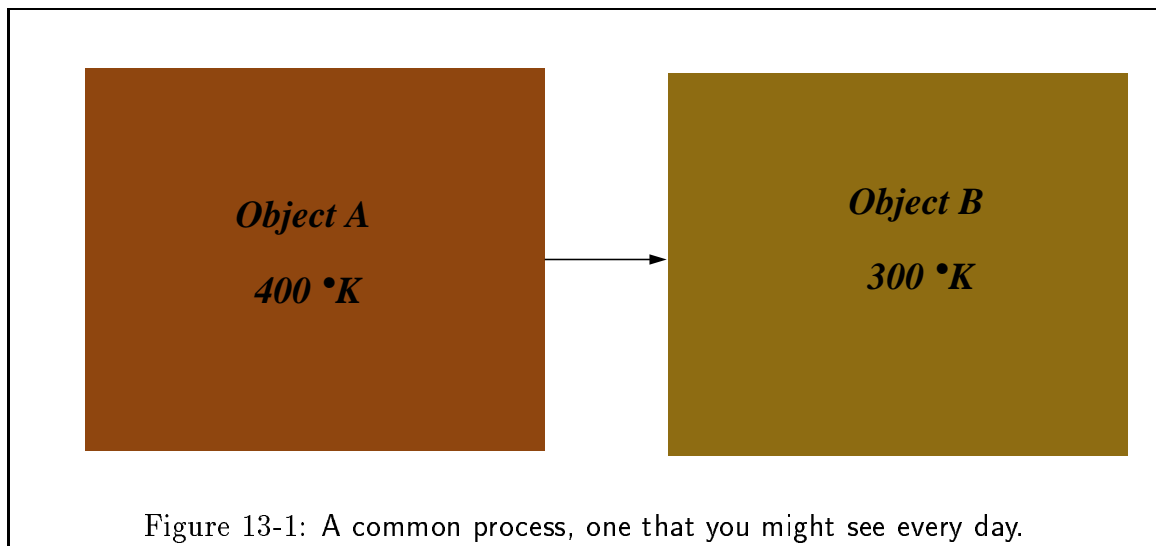 Object A
400 •K
Object B
300 •K
Figure 13-1: A common process, one that you might see every day.